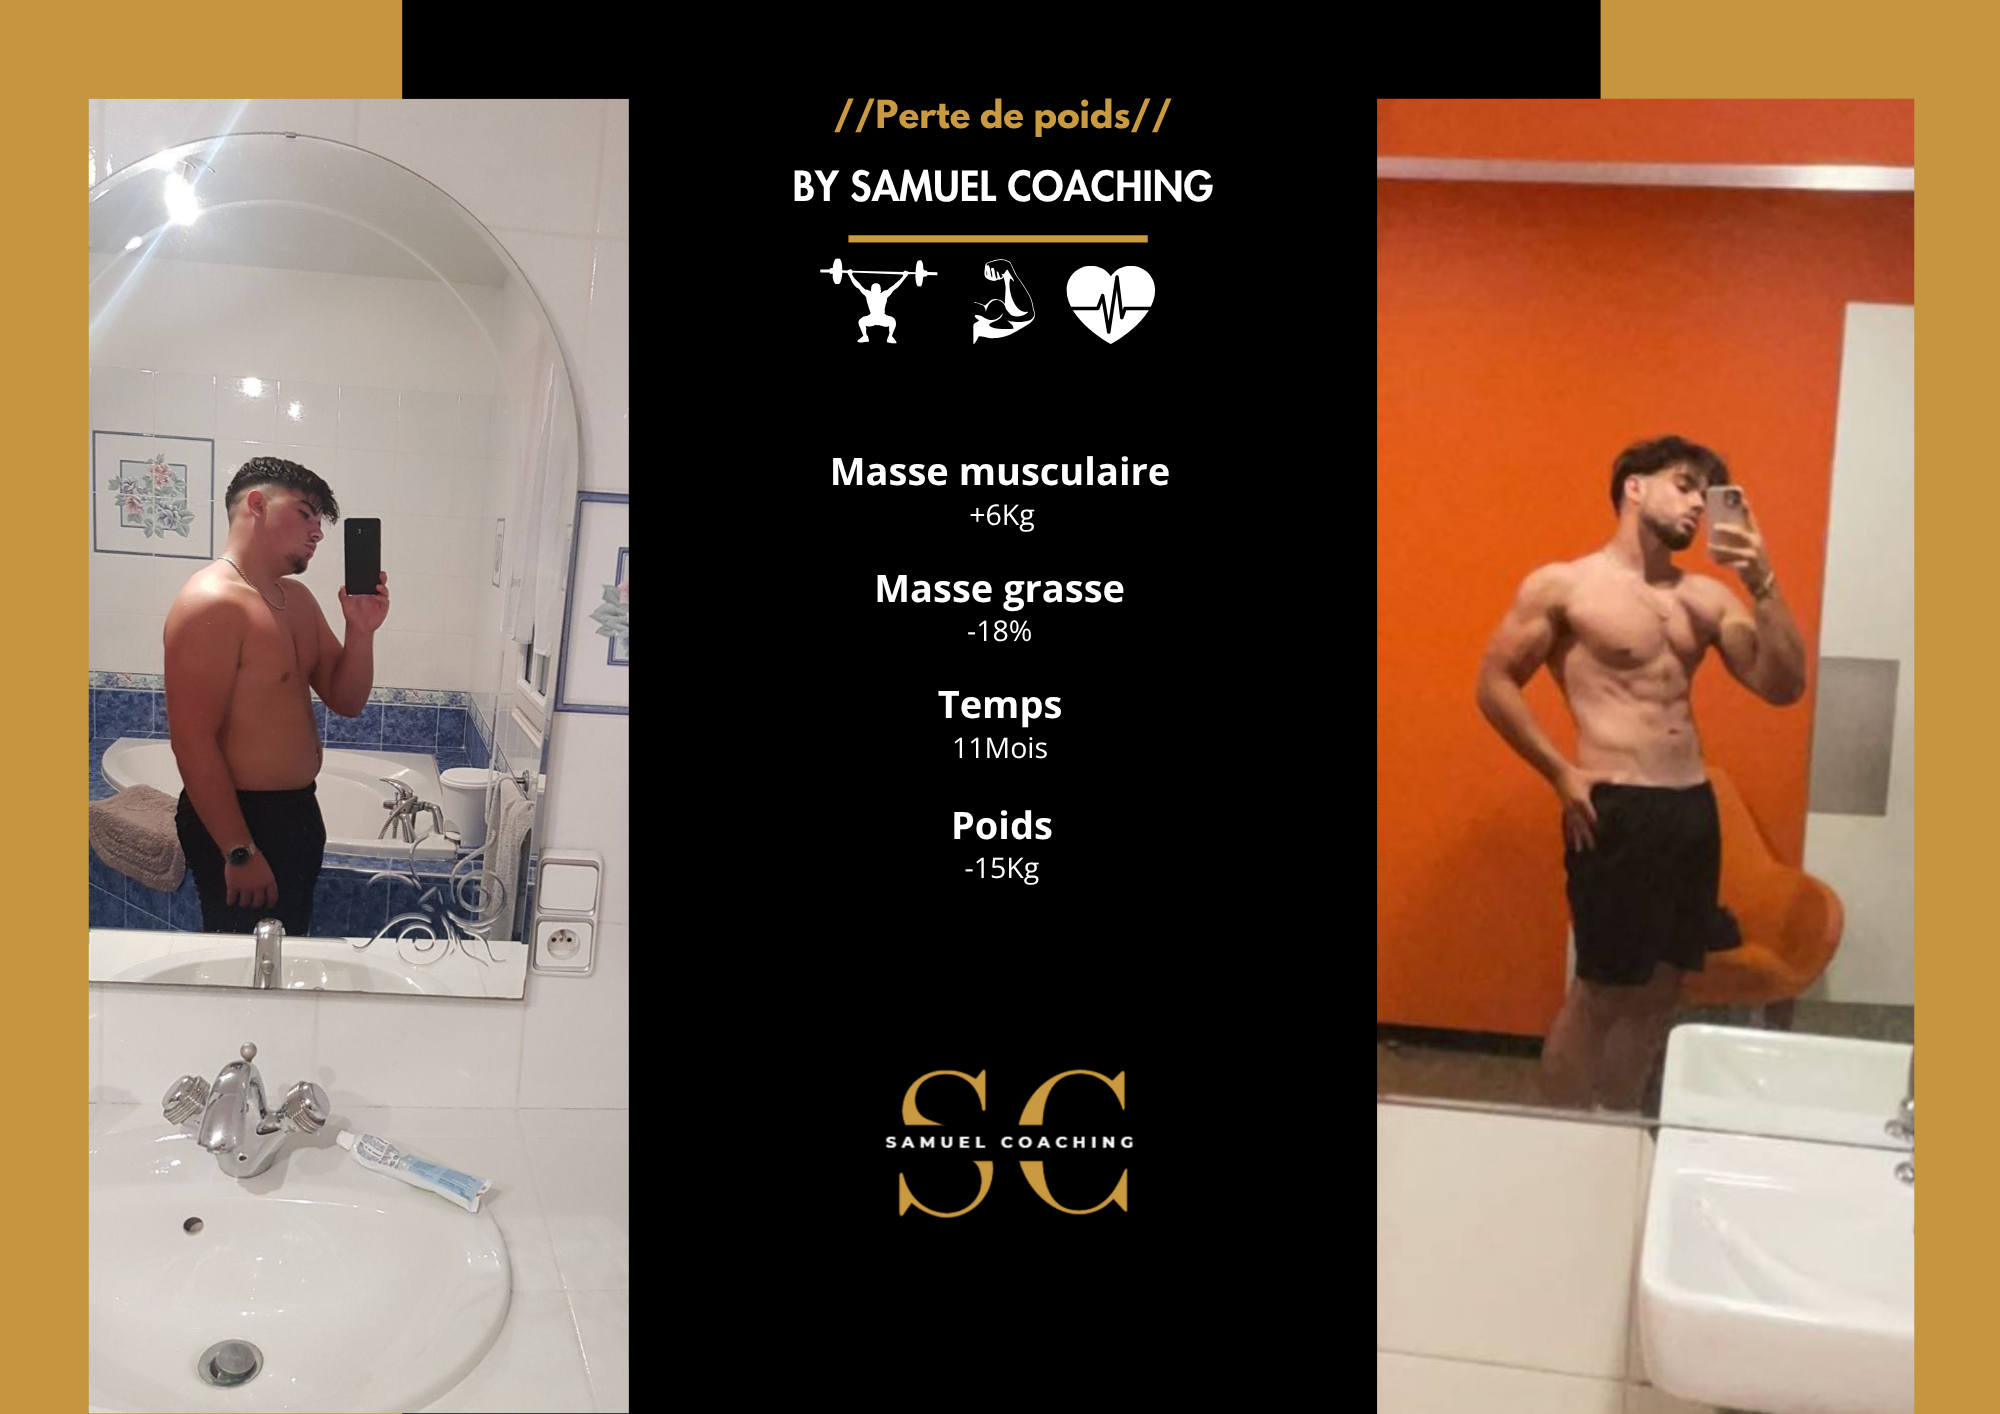 //Perte de poids//
BY SAMUEL COACHING
Masse musculaire
+6Kg
Masse grasse
-18%
Temps
11Mois
Poids
-15Kg
SC
SAMUEL COACHING